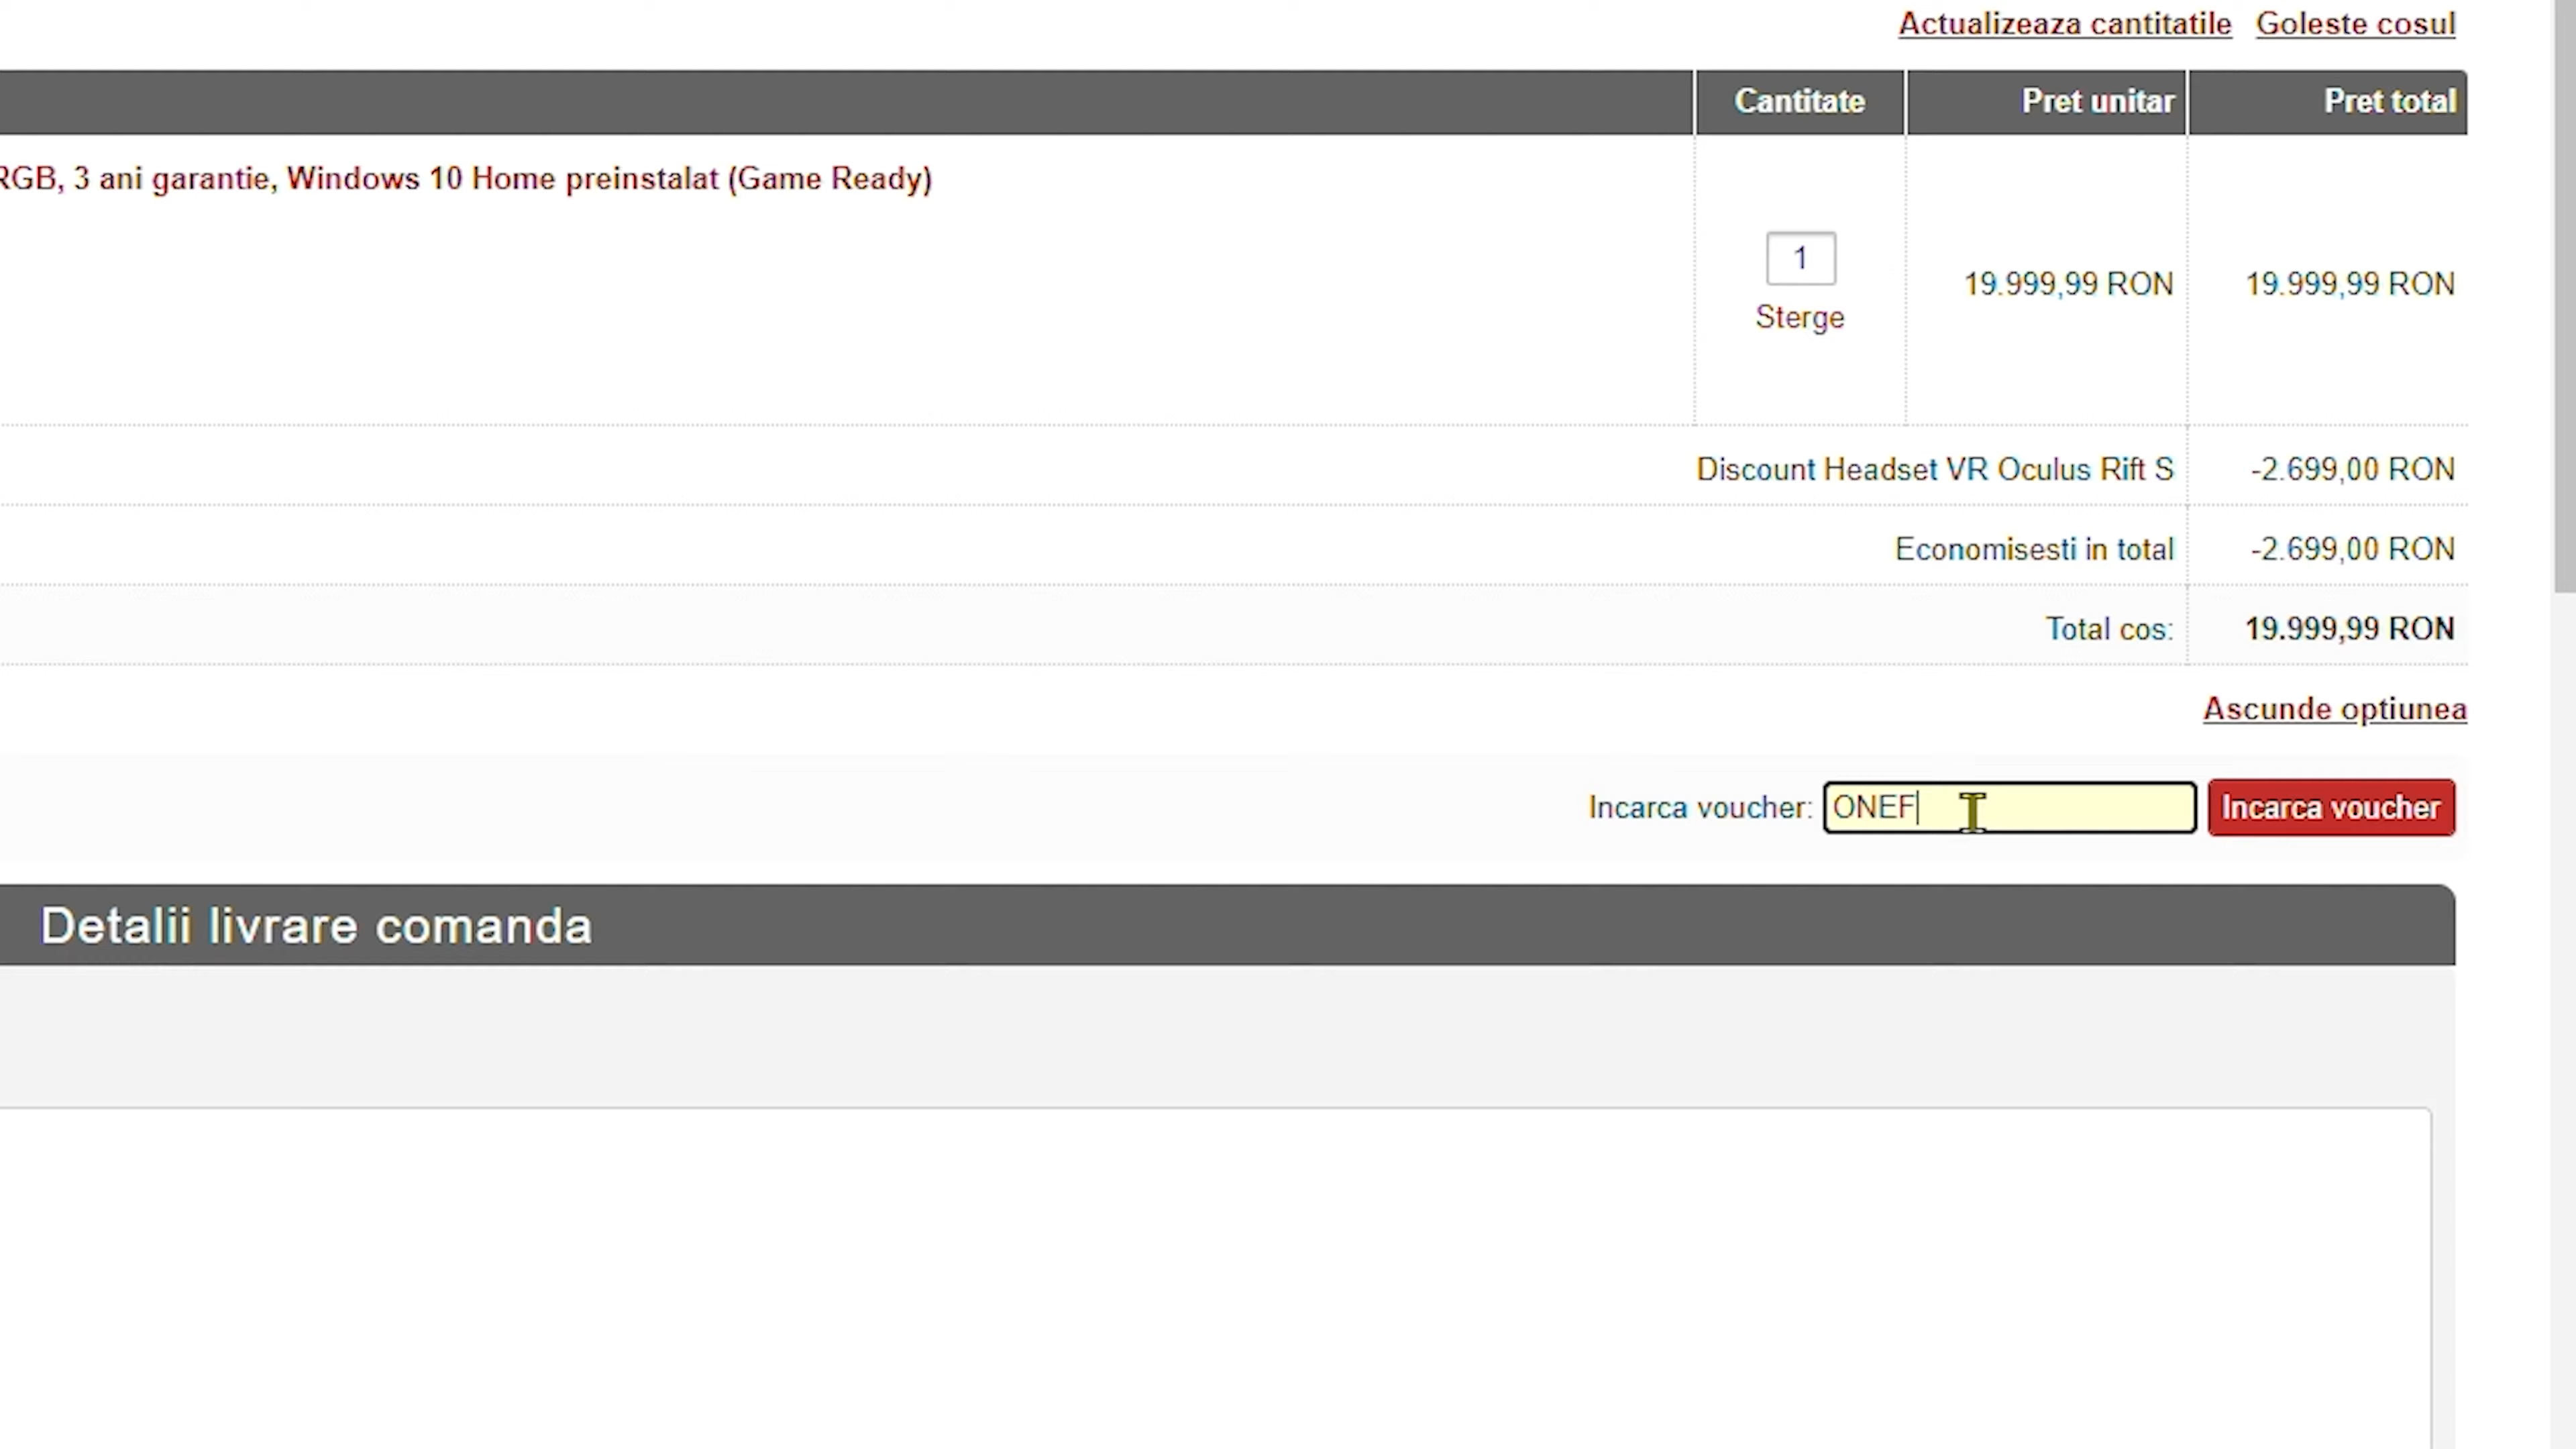 Actualizeaza cantitatile Goleste cosul
Cantitate Pret unitar Pret total
RGB, 3 ani garantie, Windows 10 Home preinstalat (Game Ready)
1
19.999,99 RON 19.999,99 RON
Sterge
Discount Headset VR Oculus Rift S -2.699,00 RON
Economisesti in total -2.699,00 RON
Total cos: 19.999,99 RON
Ascunde optiunea
Incarca voucher: ONEF Incarca voucher
Detalii livrare comanda